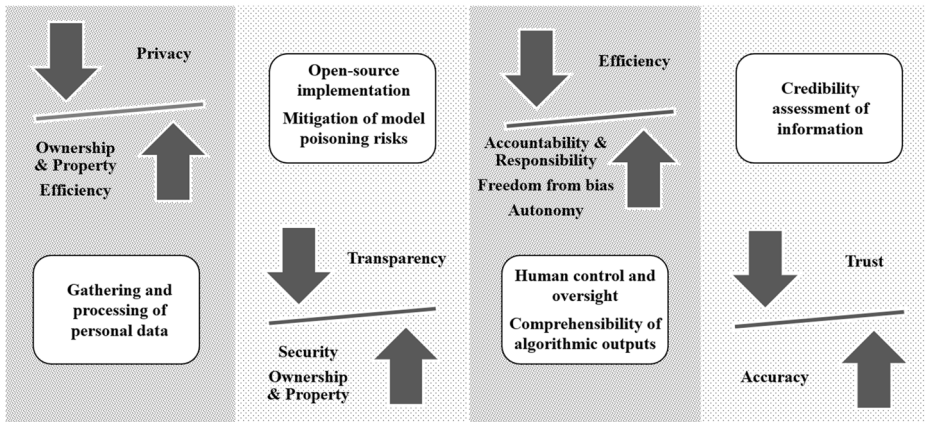 Privacy
Ownership
& Property
Efficiency
Gathering and
processing of
personal data
Open-source
implementation
Mitigation of model
poisoning risks
Transparency
Security
Ownership
& Property
Efficiency
Accountability &
Responsibility
Freedom from bias
Autonomy
Human control and
oversight
Comprehensibility of
algorithmic outputs
Credibility
assessment of
information
Trust
Accuracy